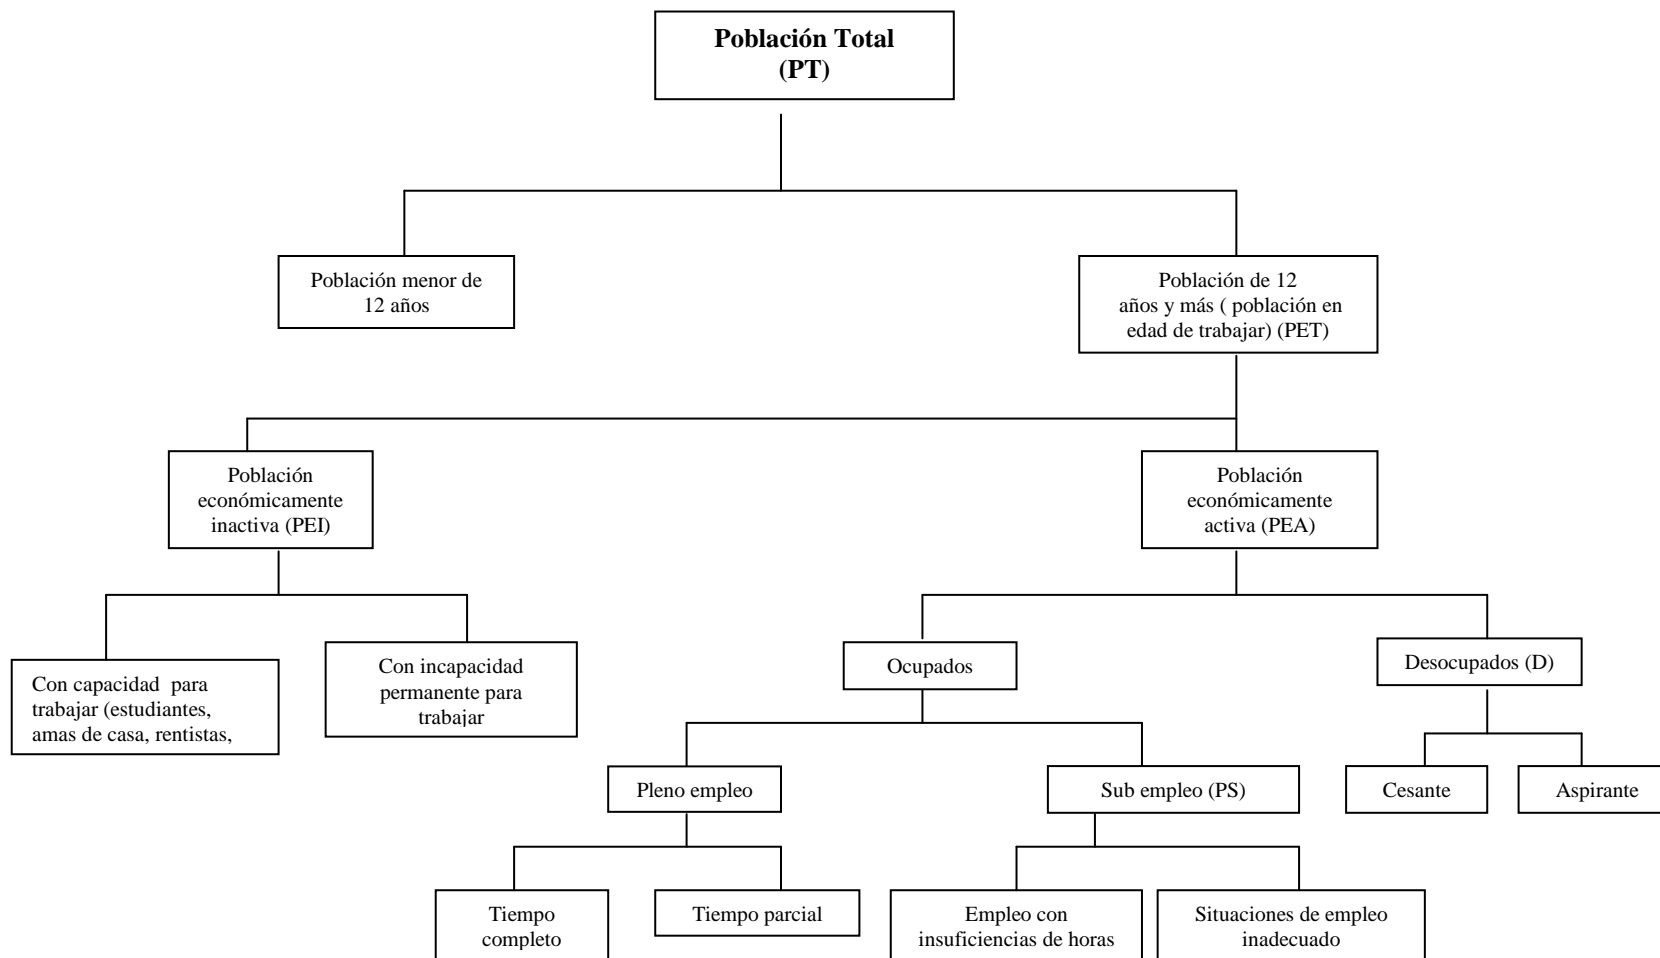 Población Total
(PT)
Población menor de
12 años
Población de 12
años y más ( población en
edad de trabajar) (PET)
Población
económicamente
inactiva (PEI)
Población
económicamente
activa (PEA)
Con capacidad  para
trabajar (estudiantes,
amas de casa, rentistas,
Con incapacidad
permanente para
trabajar
Ocupados
Desocupados (D)
Pleno empleo
Sub empleo (PS)
Cesante
Aspirante
Tiempo
completo
Tiempo parcial
Empleo con
insuficiencias de horas
Situaciones de empleo
inadecuado